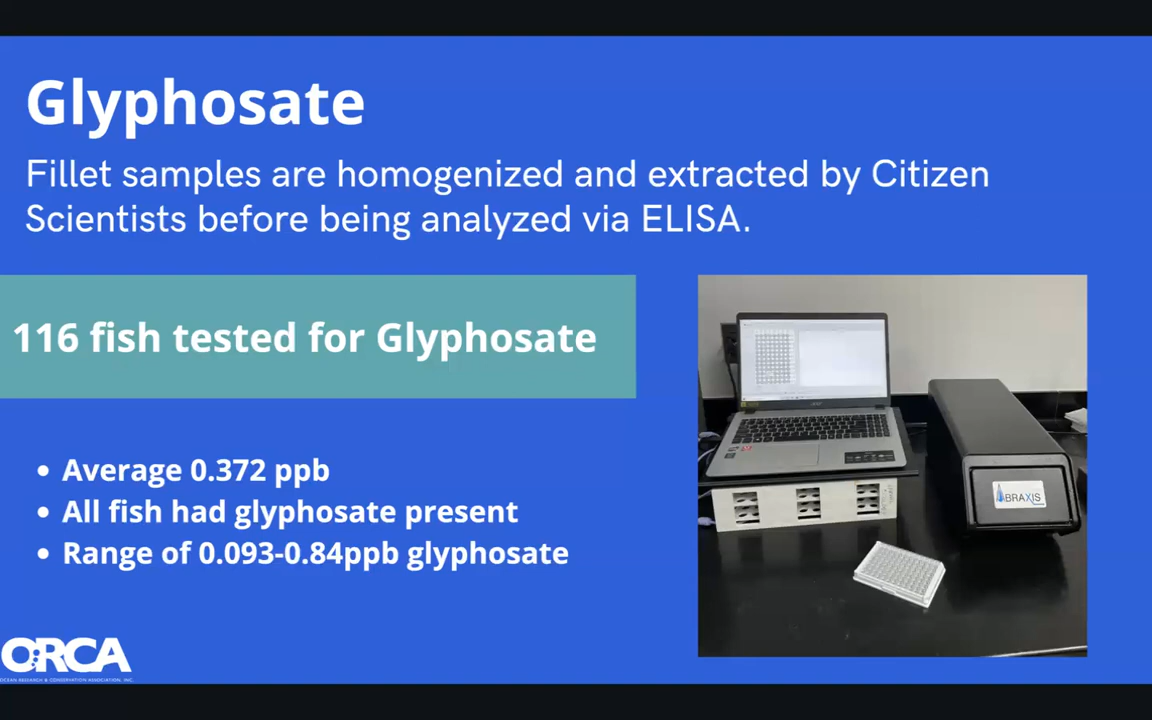 Glyphosate
Fillet samples are homogenized and extracted by Citizen
Scientists before being analyzed via ELISA.
116 fish tested for Glyphosate
• Average 0.372 ppb
• All fish had glyphosate present
• Range of 0.093-0.84ppb glyphosate
ABRAXIS
ORCA
OCEAN RESEARCH & CONSERVATION ASSOCIATION, INC.